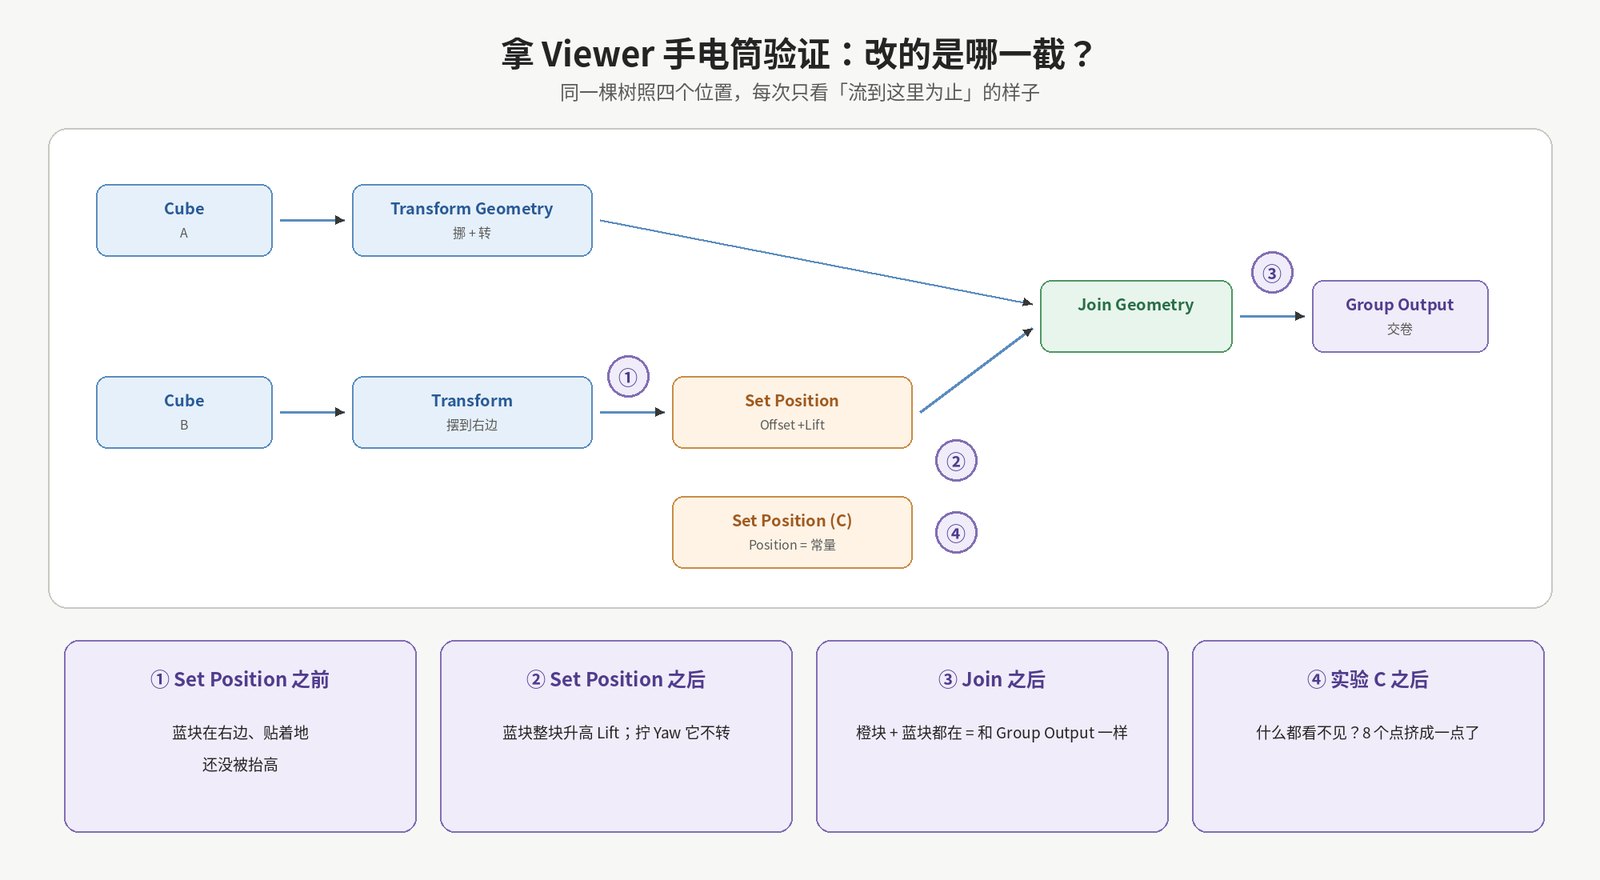 拿 Viewer 手电筒验证：改的是哪一截？
同一棵树照四个位置，每次只看「流到这里为止」的样子
Cube
A
Transform Geometry
挪 + 转
Join Geometry
③
Group Output
交卷
Cube
B
Transform
摆到右边
①
Set Position
Offset +Lift
②
Set Position (C)
Position = 常量
④
① Set Position 之前
蓝块在右边、贴着地
还没被抬高
② Set Position 之后
蓝块整块升高 Lift；拧 Yaw 它不转
③ Join 之后
橙块 + 蓝块都在 = 和 Group Output 一样
④ 实验 C 之后
什么都看不见？8 个点挤成一点了